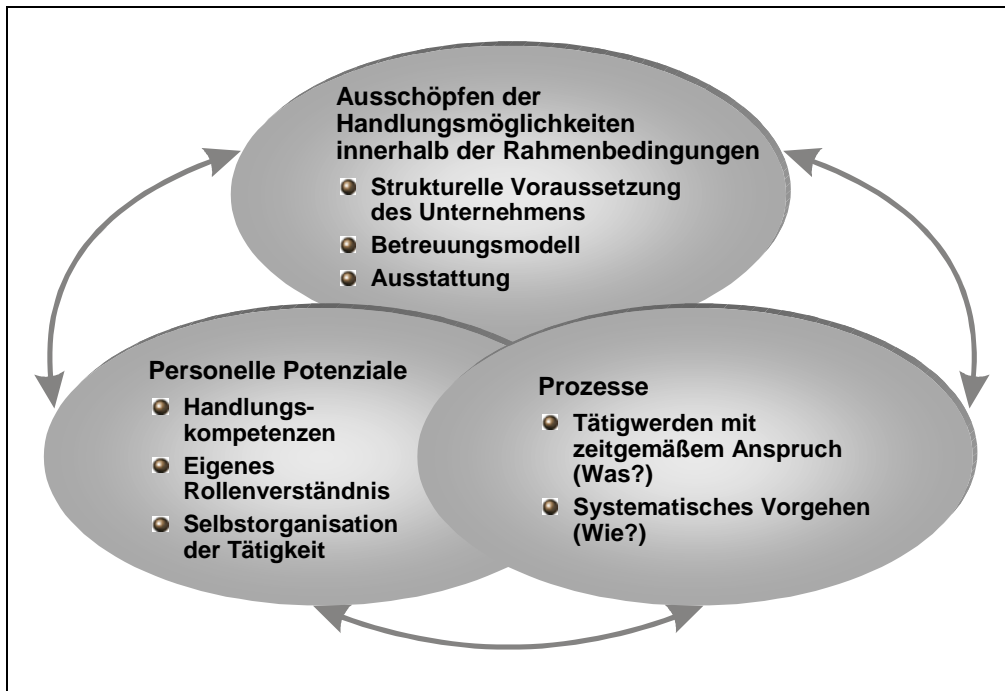 Ausschöpfen der
Handlungsmöglichkeiten
innerhalb der Rahmenbedingungen
Strukturelle Voraussetzung
des Unternehmens
Betreuungsmodell
Ausstattung
Personelle Potenziale
Handlungs-
kompetenzen
Eigenes
Rollenverständnis
Selbstorganisation
der Tätigkeit
Prozesse
Tätigwerden mit
zeitgemäßem Anspruch
(Was?)
Systematisches Vorgehen
(Wie?)